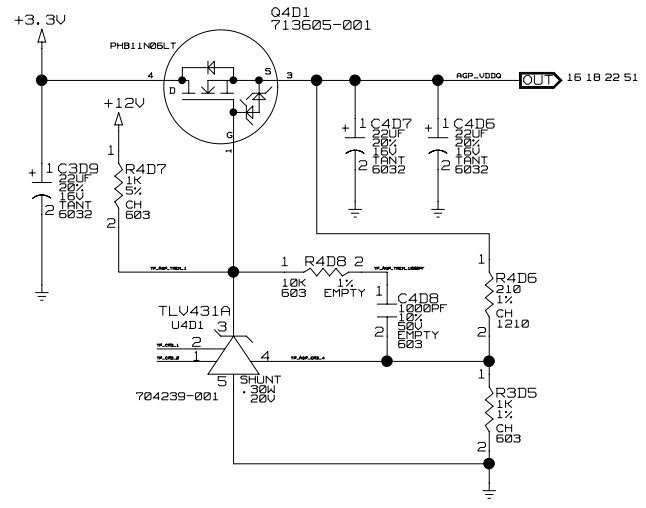 +3.3V
Q4D1
713605-001
PHB11N06LT
4
D
S
3
G
1
AGP_VDDQ
OUT
16 18 22 51
+12V
1
R4D7
1K
5%
CH
603
2
+
1
C3D9
22UF
20%
16V
TANT
6032
2
+
1
C4D7
22UF
20%
16V
TANT
6032
2
+
1
C4D6
22UF
20%
16V
TANT
6032
2
1
R4D8
2
10K
1%
603
EMPTY
1
C4D8
1000PF
10%
50V
EMPTY
603
2
1
R4D6
210
1%
CH
1210
2
TLV431A
U4D1
3
2
1
4
5
SHUNT
.30W
20V
704239-001
1
R3D5
1K
1%
CH
603
2